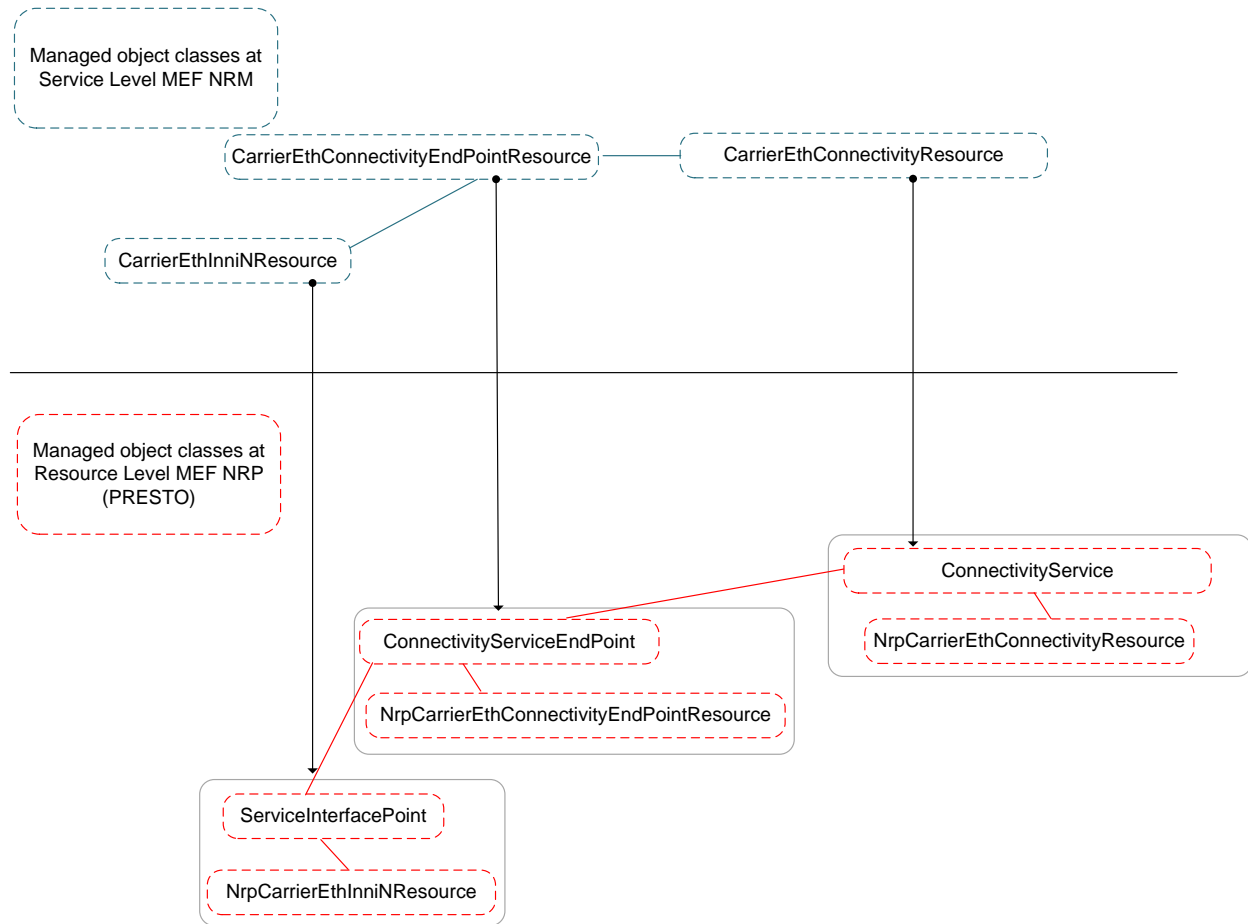 Managed object classes at
Service Level MEF NRM
CarrierEthConnectivityEndPointResource
CarrierEthConnectivityResource
CarrierEthInniNResource
Managed object classes at
Resource Level MEF NRP
(PRESTO)
ConnectivityService
NrpCarrierEthConnectivityResource
ConnectivityServiceEndPoint
NrpCarrierEthConnectivityEndPointResource
ServiceInterfacePoint
NrpCarrierEthInniNResource